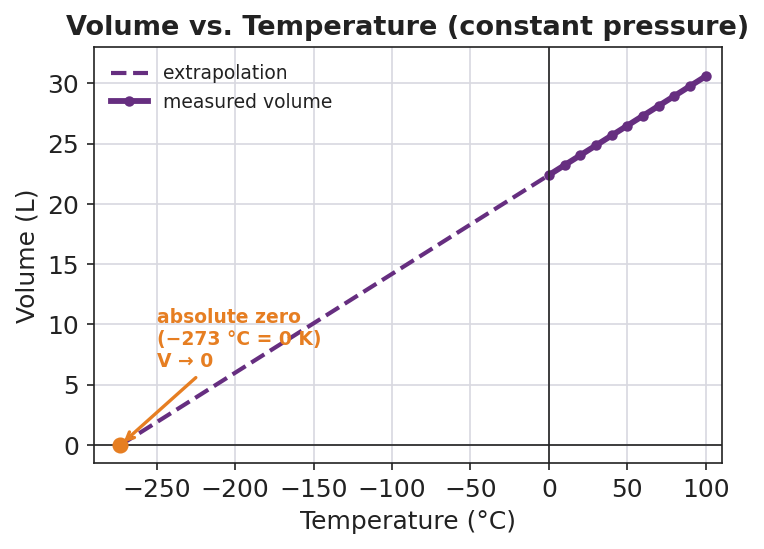 Volume vs. Temperature (constant pressure)
extrapolation
measured volume
Volume (L)
30
25
20
15
10
5
0
absolute zero
(−273 °C = 0 K)
V → 0
−250 −200 −150 −100 −50 0 50 100
Temperature (°C)